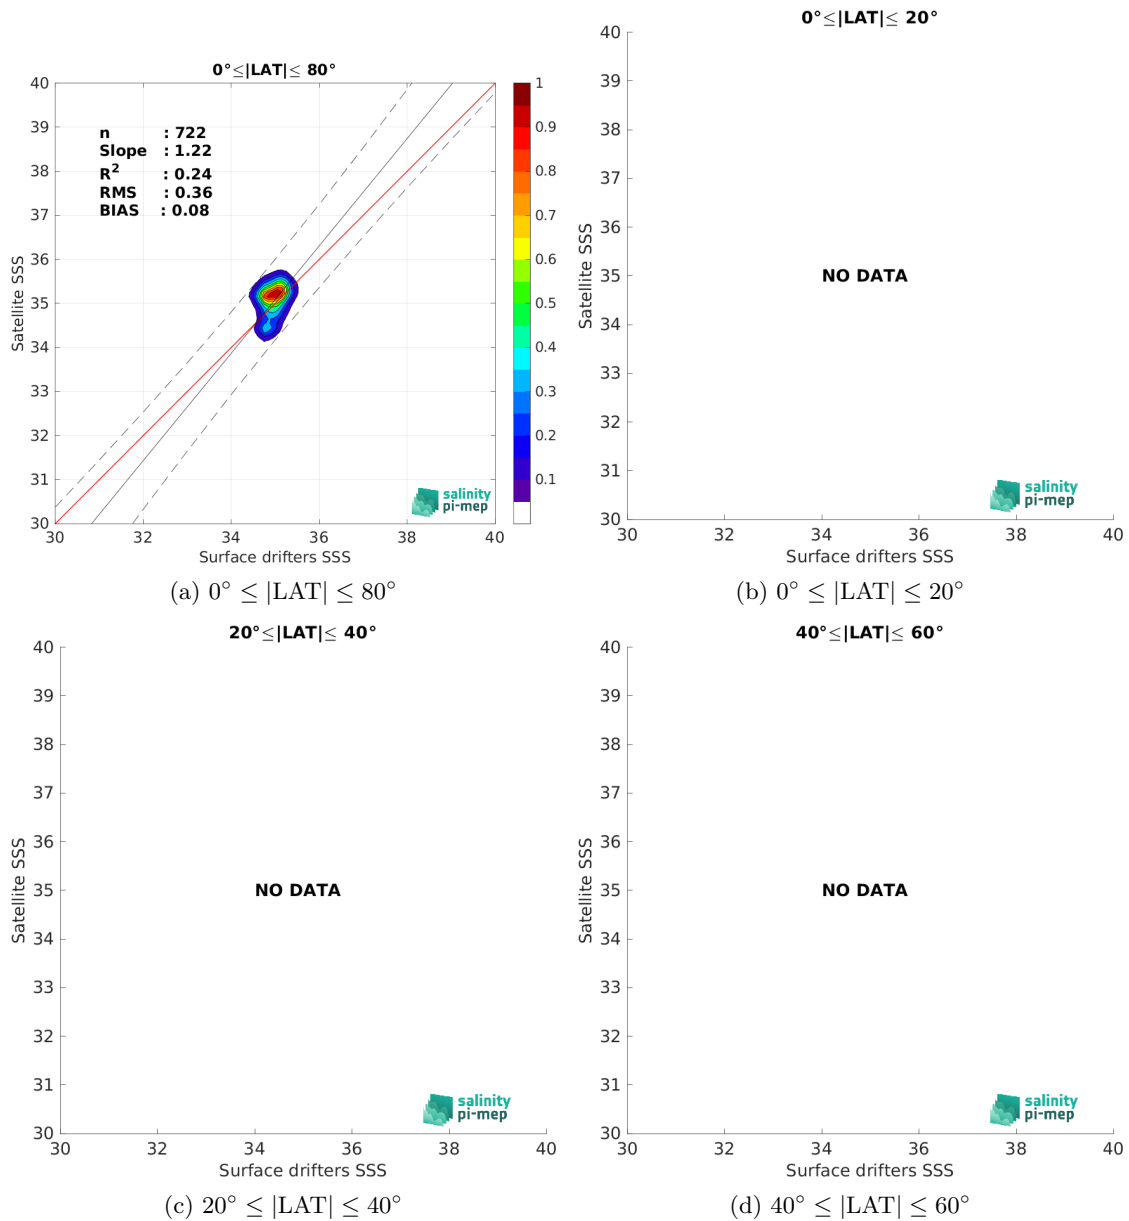 0°≤|LAT|≤ 80°
40
39
38
37
36
35
34
33
32
31
30
Satellite SSS
n : 722
Slope : 1.22
R2 : 0.24
RMS : 0.36
BIAS : 0.08
1
0.9
0.8
0.7
0.6
0.5
0.4
0.3
0.2
0.1
salinity
pi-mep
30 32 34 36 38 40
Surface drifters SSS
(a) 0° ≤ |LAT| ≤ 80°
0°≤|LAT|≤ 20°
40
39
38
37
36
35
34
33
32
31
30
Satellite SSS
NO DATA
salinity
pi-mep
30 32 34 36 38 40
Surface drifters SSS
(b) 0° ≤ |LAT| ≤ 20°
20°≤|LAT|≤ 40°
40
39
38
37
36
35
34
33
32
31
30
Satellite SSS
NO DATA
salinity
pi-mep
30 32 34 36 38 40
Surface drifters SSS
(c) 20° ≤ |LAT| ≤ 40°
40°≤|LAT|≤ 60°
40
39
38
37
36
35
34
33
32
31
30
Satellite SSS
NO DATA
salinity
pi-mep
30 32 34 36 38 40
Surface drifters SSS
(d) 40° ≤ |LAT| ≤ 60°